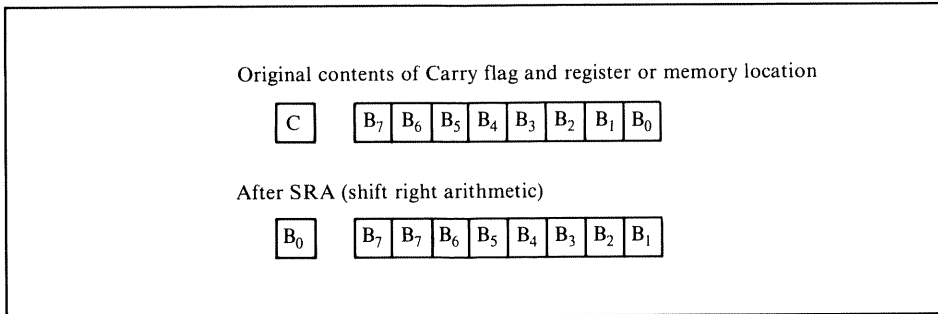 Original contents of Carry flag and register or memory location
C B₇ B₆ B₅ B₄ B₃ B₂ B₁ B₀
After SRA (shift right arithmetic)
B₀ B₇ B₇ B₆ B₅ B₄ B₃ B₂ B₁